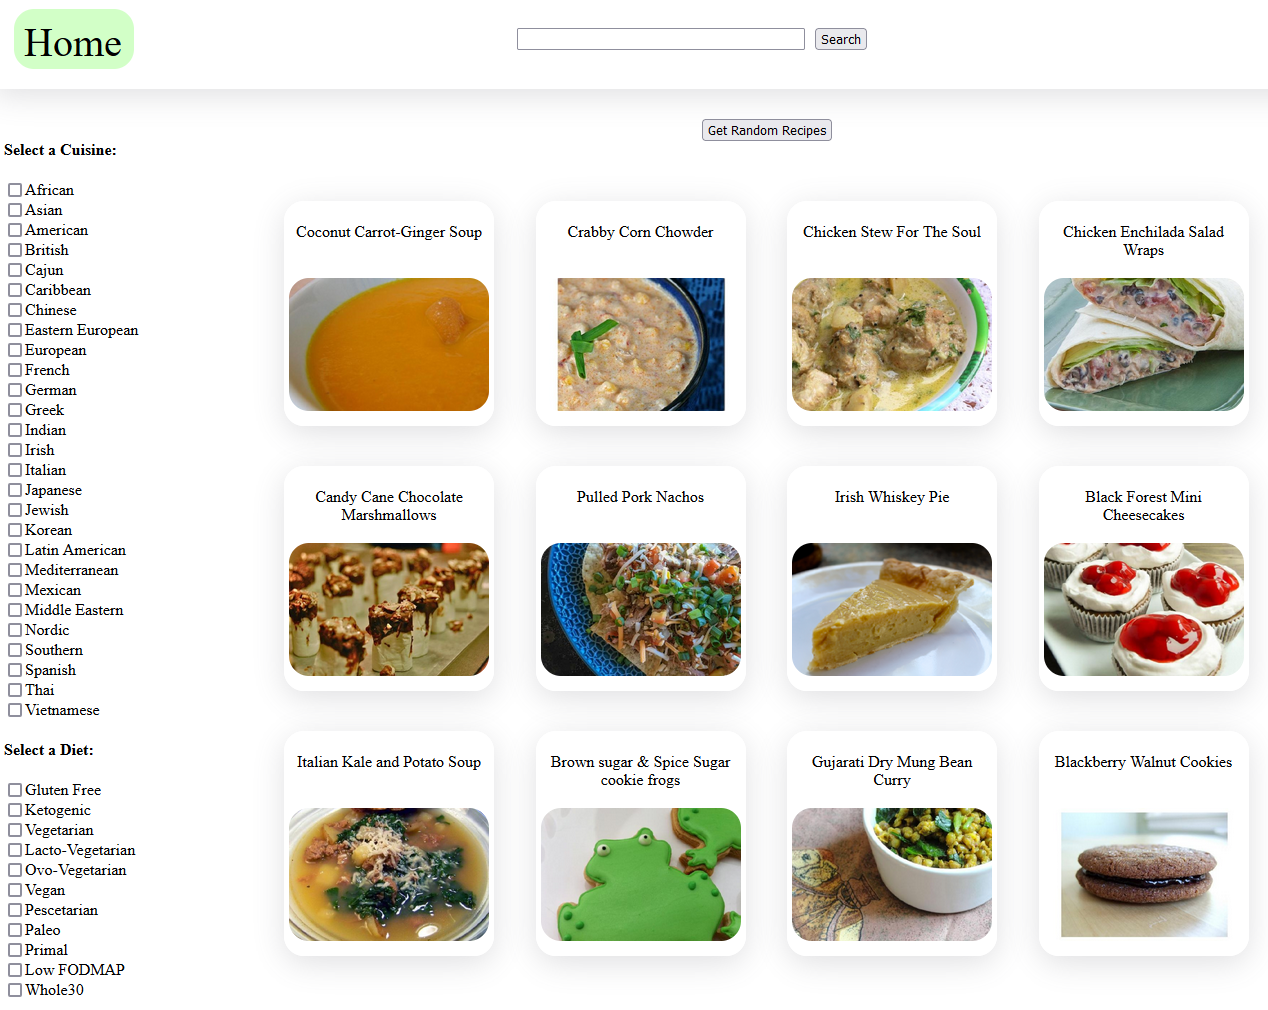 Home
Search
Get Random Recipes
Select a Cuisine:
African
Asian
American
British
Cajun
Caribbean
Chinese
Eastern European
European
French
German
Greek
Indian
Irish
Italian
Japanese
Jewish
Korean
Latin American
Mediterranean
Mexican
Middle Eastern
Nordic
Southern
Spanish
Thai
Vietnamese
Select a Diet:
Gluten Free
Ketogenic
Vegetarian
Lacto-Vegetarian
Ovo-Vegetarian
Vegan
Pescetarian
Paleo
Primal
Low FODMAP
Whole30
Coconut Carrot-Ginger Soup
Crabby Corn Chowder
Chicken Stew For The Soul
Chicken Enchilada Salad
Wraps
Candy Cane Chocolate
Marshmallows
Pulled Pork Nachos
Irish Whiskey Pie
Black Forest Mini
Cheesecakes
Italian Kale and Potato Soup
Brown sugar & Spice Sugar
cookie frogs
Gujarati Dry Mung Bean
Curry
Blackberry Walnut Cookies